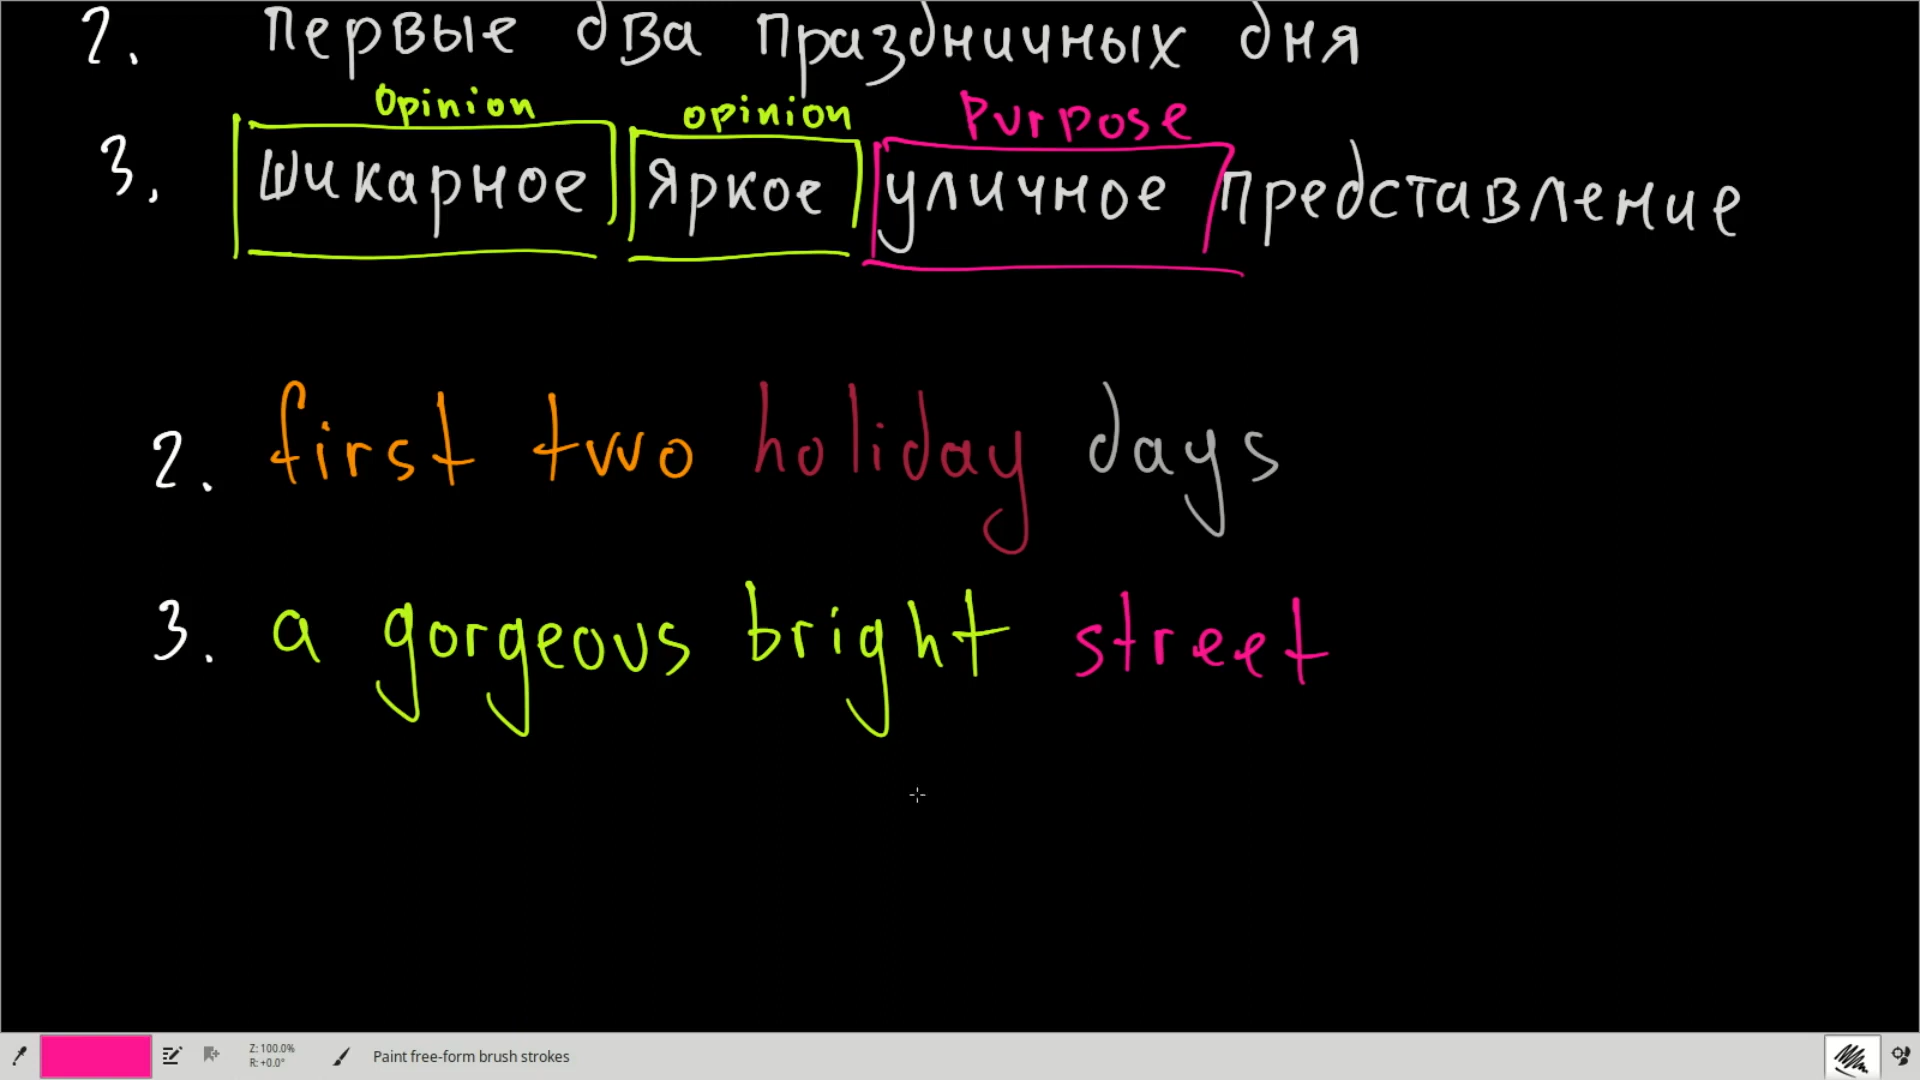 2. Первые два праздничных дня
Opinion opinion Purpose
3. Шикарное яркое уличное представление
2. first two holiday days
3. a gorgeous bright street
Z: 100.0%
R: +0.0°
Paint free-form brush strokes